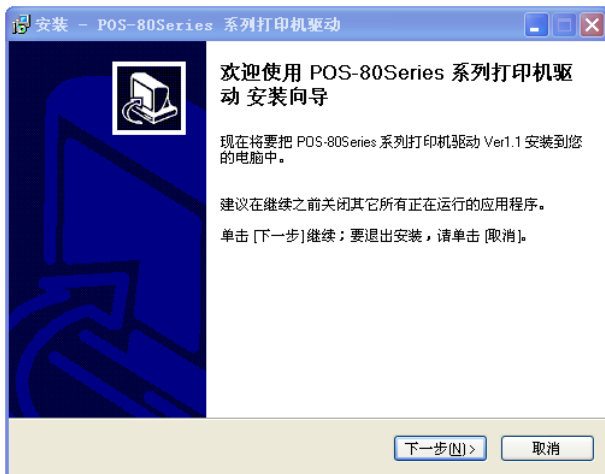 安装 - POS-80Series 系列打印机驱动
欢迎使用 POS-80Series 系列打印机驱
动 安装向导
现在将要把 POS-80Series 系列打印机驱动 Ver1.1 安装到您
的电脑中。
建议在继续之前关闭其它所有正在运行的应用程序。
单击 [下一步]继续；要退出安装，请单击 [取消]。
下一步(N) >
取消